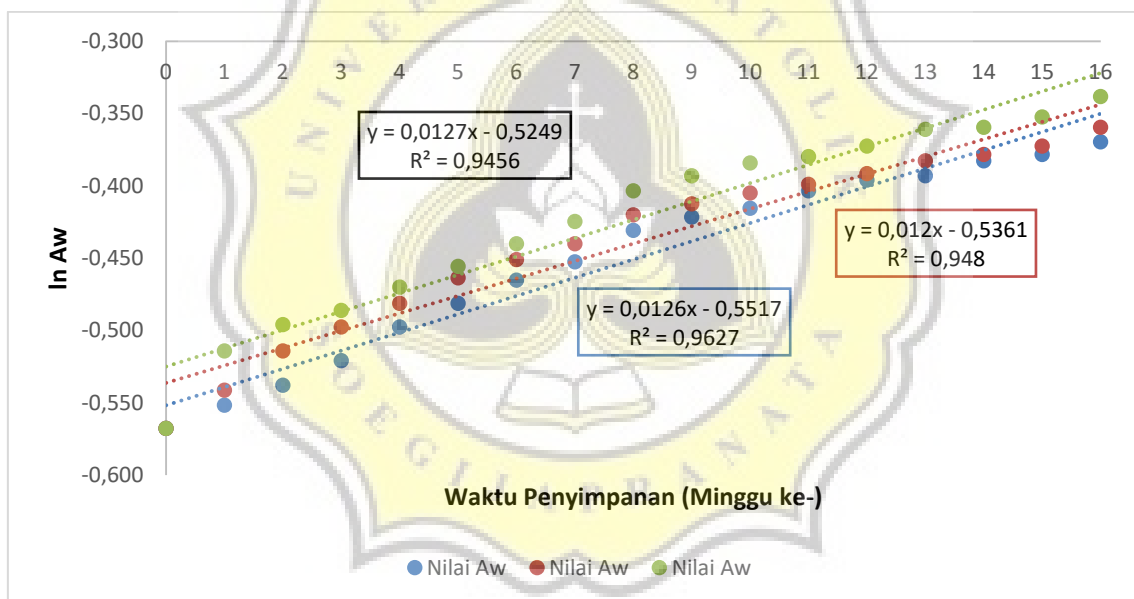 -0,300
0 1 2 3 4 5 6 7 8 9 10 11 12 13 14 15 16
-0,350
-0,400
-0,450
-0,500
-0,550
-0,600
ln Aw
y = 0,0127x - 0,5249
R² = 0,9456
y = 0,012x - 0,5361
R² = 0,948
y = 0,0126x - 0,5517
R² = 0,9627
Waktu Penyimpanan (Minggu ke-)
Nilai Aw Nilai Aw Nilai Aw
SOEGIJAPRANATA